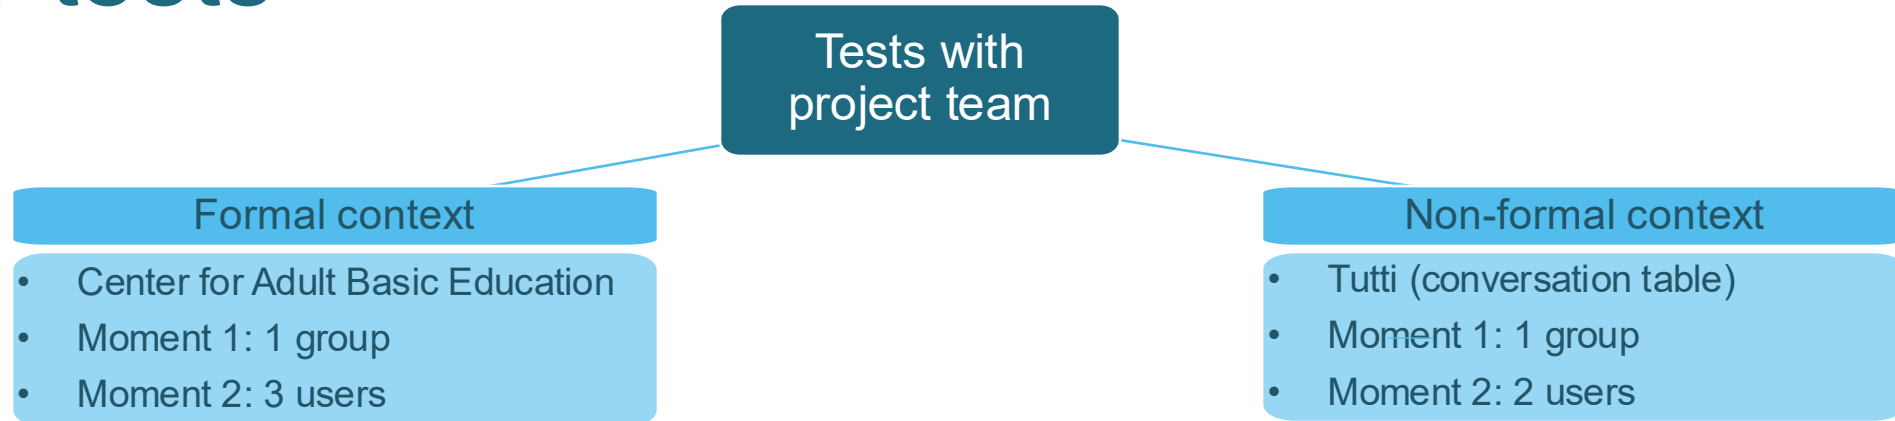 Tests with
project team
Formal context
• Center for Adult Basic Education
• Moment 1: 1 group
• Moment 2: 3 users
Non-formal context
• Tutti (conversation table)
• Moment 1: 1 group
• Moment 2: 2 users